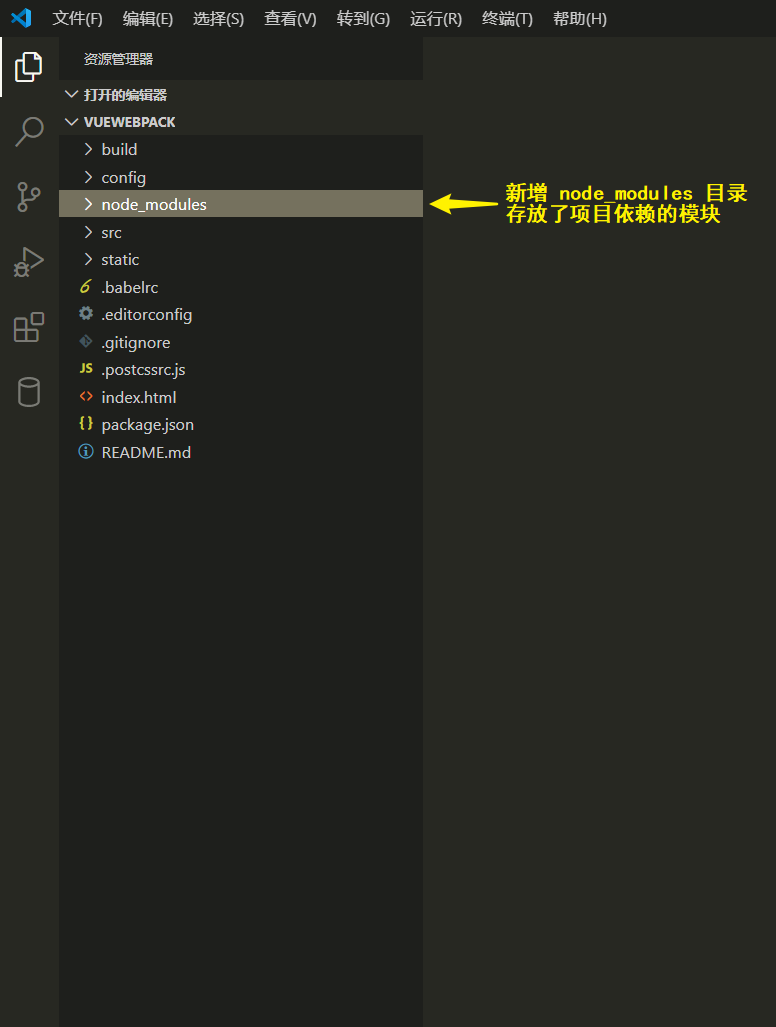 文件(F) 编辑(E) 选择(S) 查看(V) 转到(G) 运行(R) 终端(T) 帮助(H)
资源管理器
打开的编辑器
VUEWEBPACK
build
config
node_modules
新增 node_modules 目录
存放了项目依赖的模块
src
static
.babelrc
.editorconfig
.gitignore
JS .postcssrc.js
index.html
{} package.json
README.md